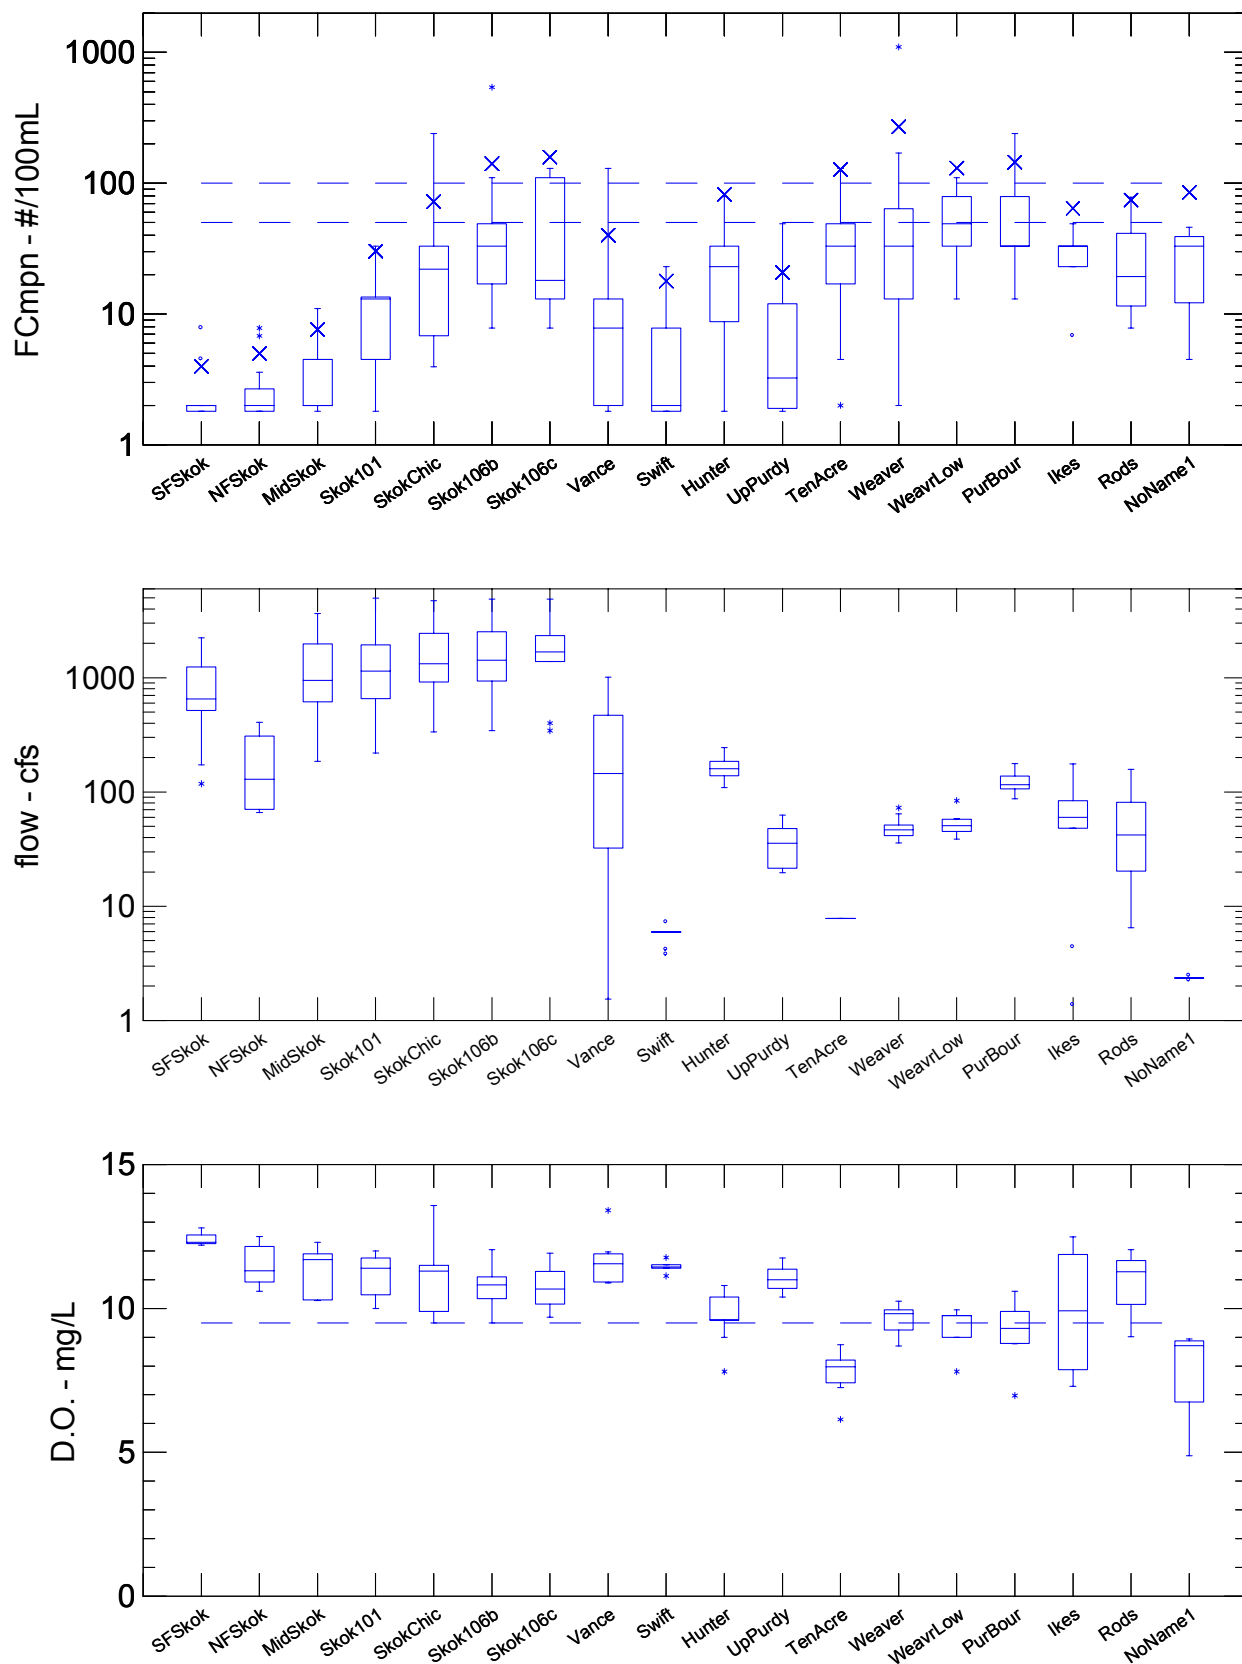 FCmpn - #/100mL
1000
100
10
1
SFSkok NFSkok MidSkok Skok101 SkokChic Skok106b Skok106c Vance Swift Hunter UpPurdy TenAcre Weaver WeavrLow PurBour Ikes Rods NoName1
flow - cfs
1000
100
10
1
SFSkok NFSkok MidSkok Skok101 SkokChic Skok106b Skok106c Vance Swift Hunter UpPurdy TenAcre Weaver WeavrLow PurBour Ikes Rods NoName1
D.O. - mg/L
15
10
5
0
SFSkok NFSkok MidSkok Skok101 SkokChic Skok106b Skok106c Vance Swift Hunter UpPurdy TenAcre Weaver WeavrLow PurBour Ikes Rods NoName1